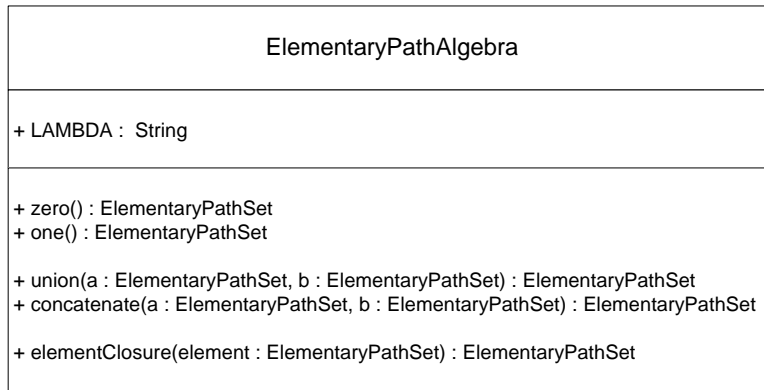 ElementaryPathAlgebra
+ LAMBDA : String
+ zero() : ElementaryPathSet
+ one() : ElementaryPathSet
+ union(a : ElementaryPathSet, b : ElementaryPathSet) : ElementaryPathSet
+ concatenate(a : ElementaryPathSet, b : ElementaryPathSet) : ElementaryPathSet
+ elementClosure(element : ElementaryPathSet) : ElementaryPathSet